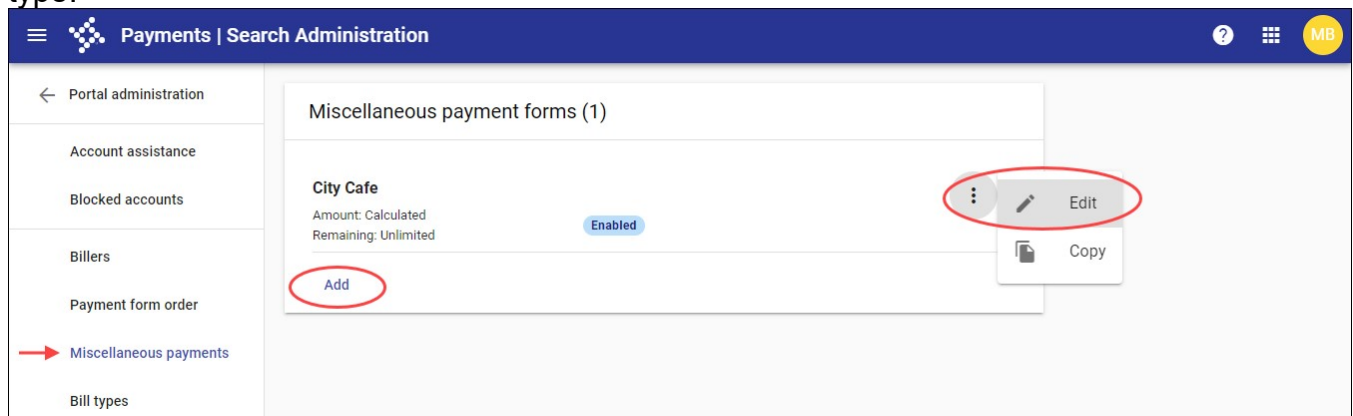 type.
Payments | Search Administration
MB
Portal administration
Account assistance
Blocked accounts
Billers
Payment form order
Miscellaneous payments
Bill types
Miscellaneous payment forms (1)
City Cafe
Amount: Calculated
Remaining: Unlimited
Enabled
Add
Edit
Copy